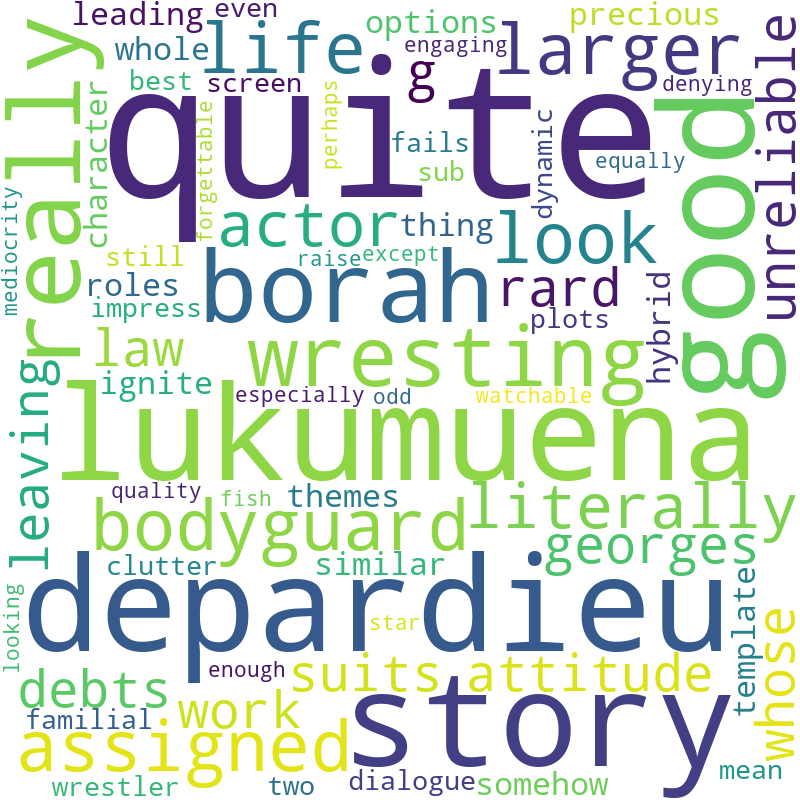 leading
even
options
precious
whole
life
engaging
larger
g
best
screen
denying
quite
really
character
forgettable
perhaps
fails
sub
dynamic
equally
good
unreliable
actor
thing
look
still
raise
except
mediocrity
roles
borah
rard
impress
plots
hybrid
law
wresting
ignite
especially
odd
watchable
leaving
lukumuena
quality
fish
themes
literally
bodyguard
georges
clutter
similar
depardieu
looking
star
template
enough
debts
suits
attitude
whose
familial
work
story
assigned
wrestler
two
dialogue
somehow
mean